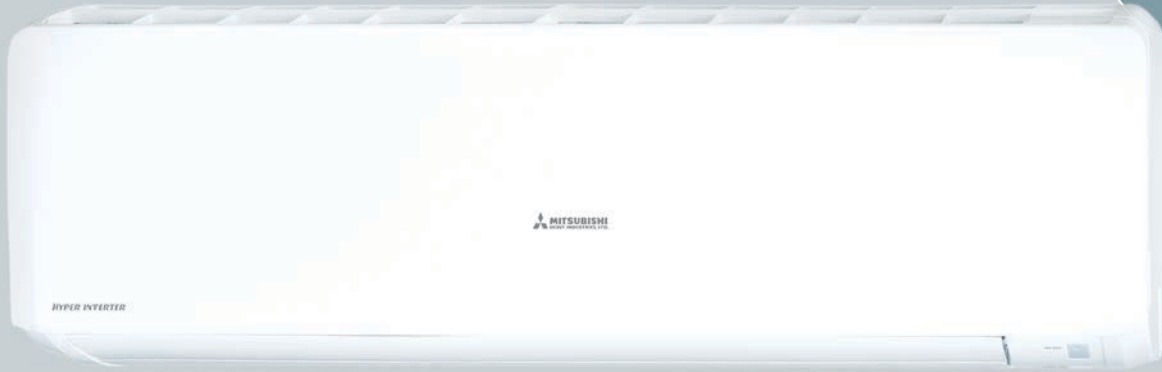 MITSUBISHI
HEAVY INDUSTRIES, LTD.
HYPER INVERTER